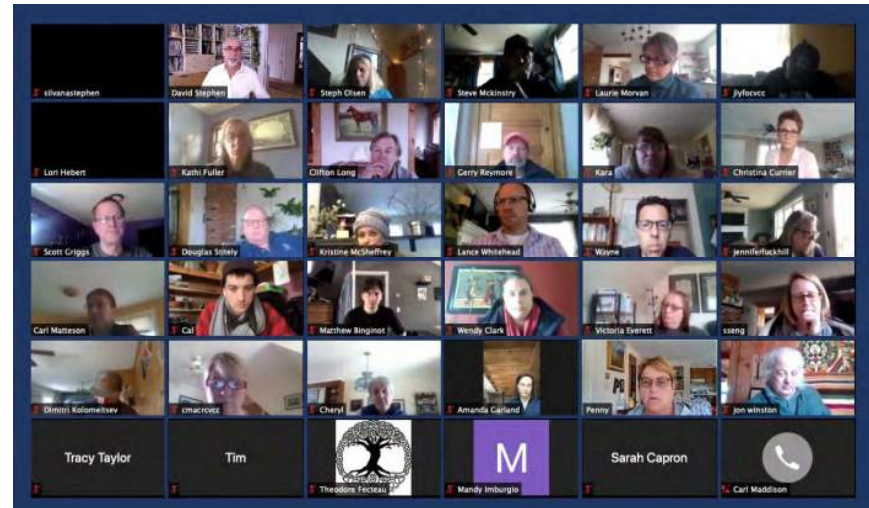 silvanastephen
David Stephen
Steph Olsen
Steve Mckinstry
Laurie Morvan
jlyfocvcc
Lori Hebert
Kathi Fuller
Clifton Long
Gerry Reymore
Kara
Christina Currier
Scott Griggs
Douglas Stitely
Kristine McSheffrey
Lance Whitehead
Wayne
jenniferfuckhill
Carl Matteson
Cal
Matthew Binginot
Wendy Clark
Victoria Everett
sseng
Dimitri Kolomeitsev
cmacrcvcc
Cheryl
Amanda Garland
Penny
jon winston
Tracy Taylor
Tim
Theodore Fecteau
M
Mandy Imburgio
Sarah Capron
Carl Maddison